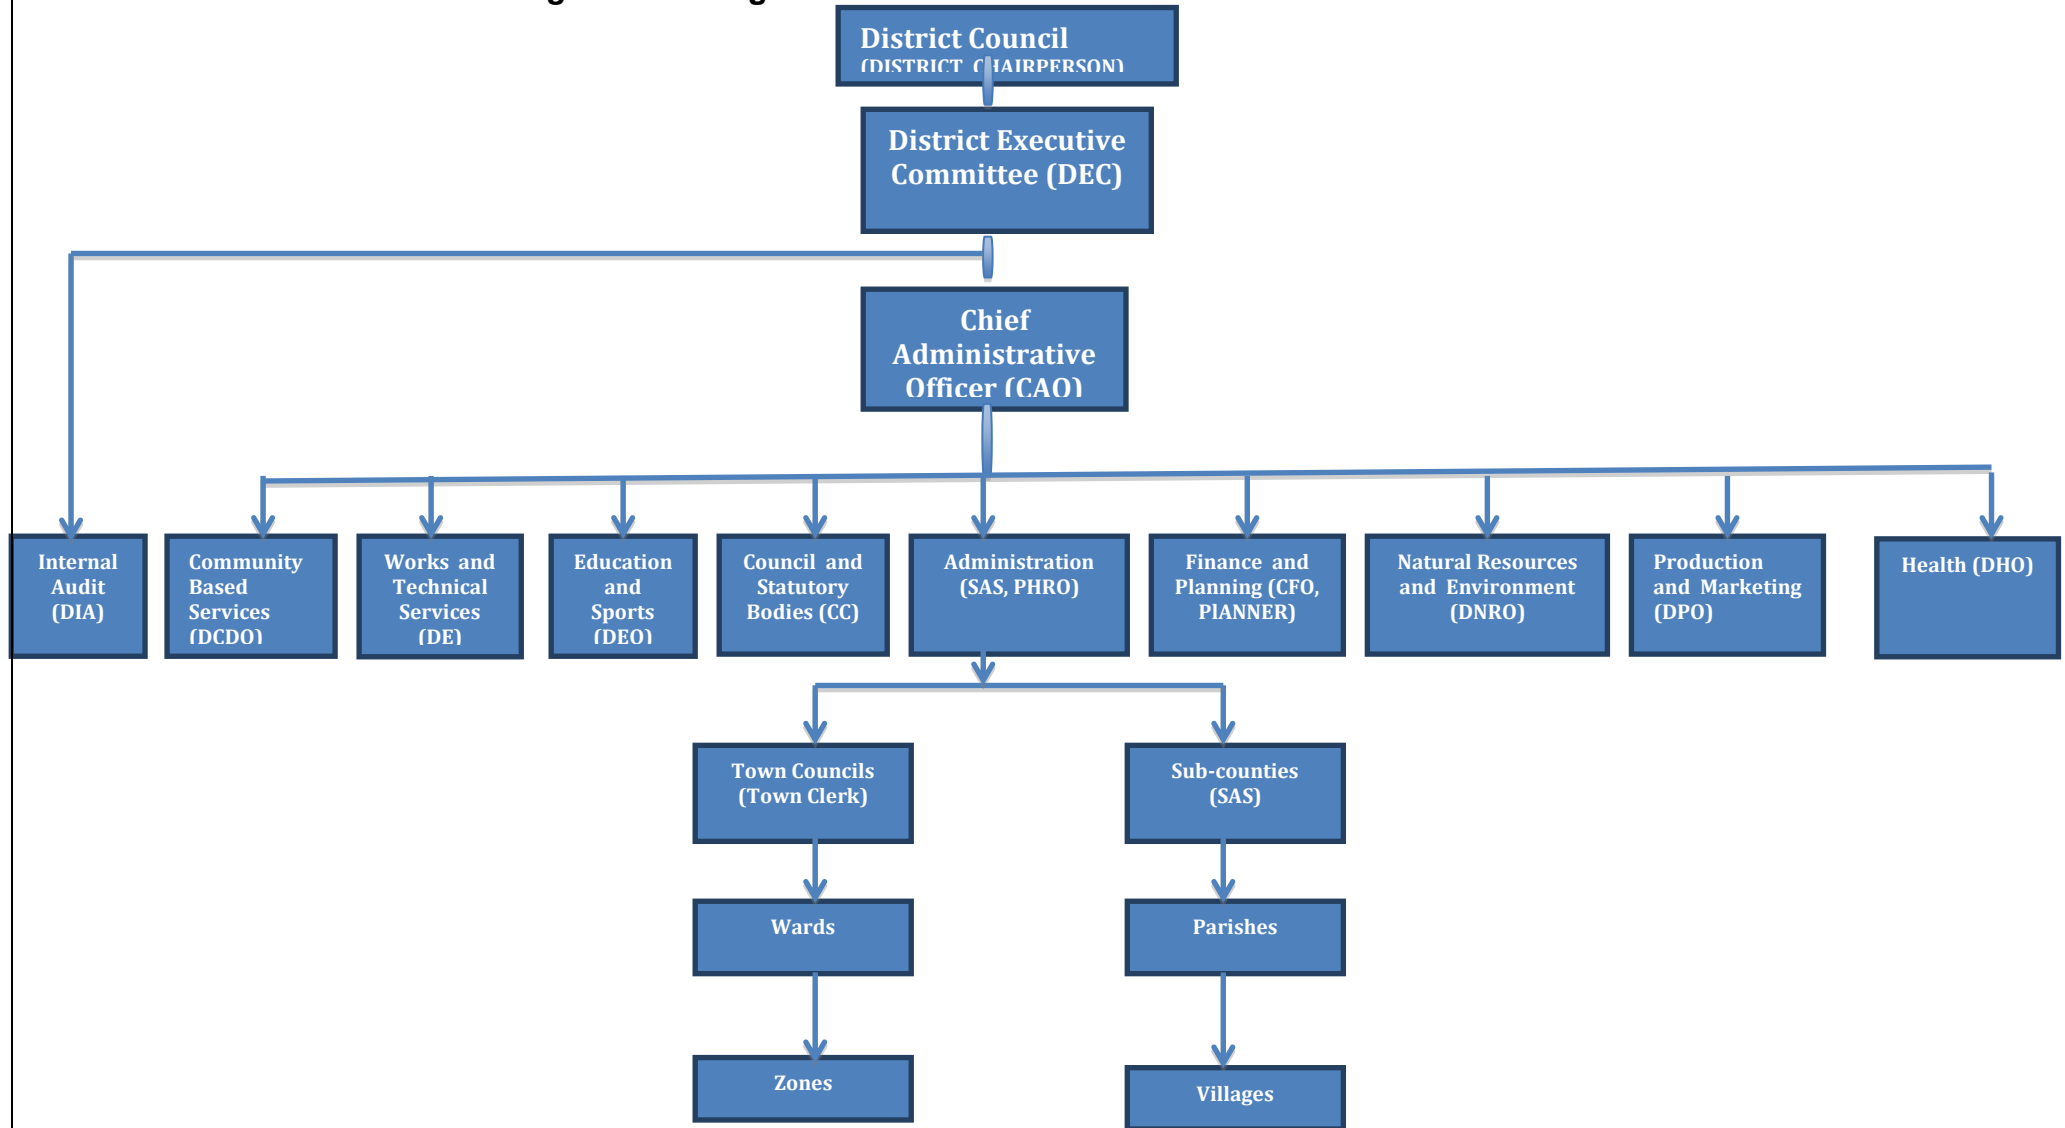 District Council
(DISTRICT CHAIRPERSON)
District Executive
Committee (DEC)
Chief
Administrative
Officer (CAO)
Internal
Audit
(DIA)
Community
Based
Services
(DCDO)
Works and
Technical
Services
(DE)
Education
and
Sports
(DEO)
Council and
Statutory
Bodies (CC)
Administration
(SAS, PHRO)
Finance and
Planning (CFO,
PlANNER)
Natural Resources
and Environment
(DNRO)
Production
and Marketing
(DPO)
Health (DHO)
Town Councils
(Town Clerk)
Sub-counties
(SAS)
Wards
Parishes
Zones
Villages